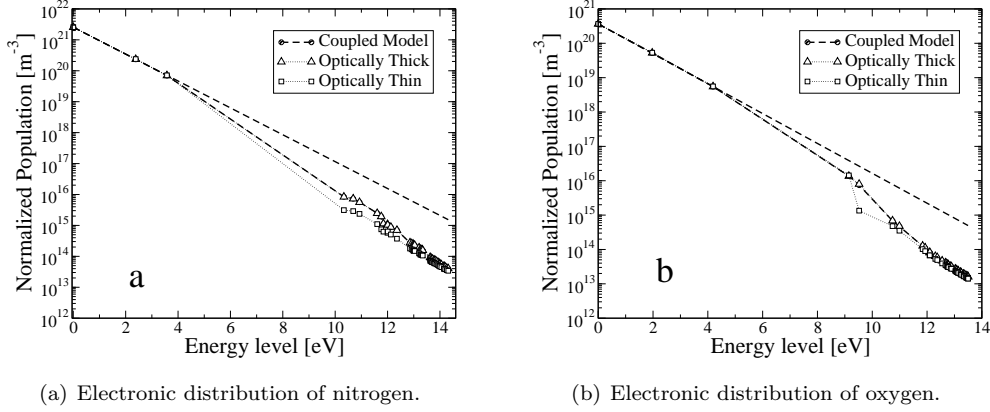 10^22
10^21
10^20
10^19
10^18
10^17
10^16
10^15
10^14
10^13
10^12
Normalized Population [m^-3]
Coupled Model
Optically Thick
Optically Thin
a
0 2 4 6 8 10 12 14
Energy level [eV]
(a) Electronic distribution of nitrogen.
10^21
10^20
10^19
10^18
10^17
10^16
10^15
10^14
10^13
10^12
Normalized Population [m^-3]
Coupled Model
Optically Thick
Optically Thin
b
0 2 4 6 8 10 12 14
Energy level [eV]
(b) Electronic distribution of oxygen.